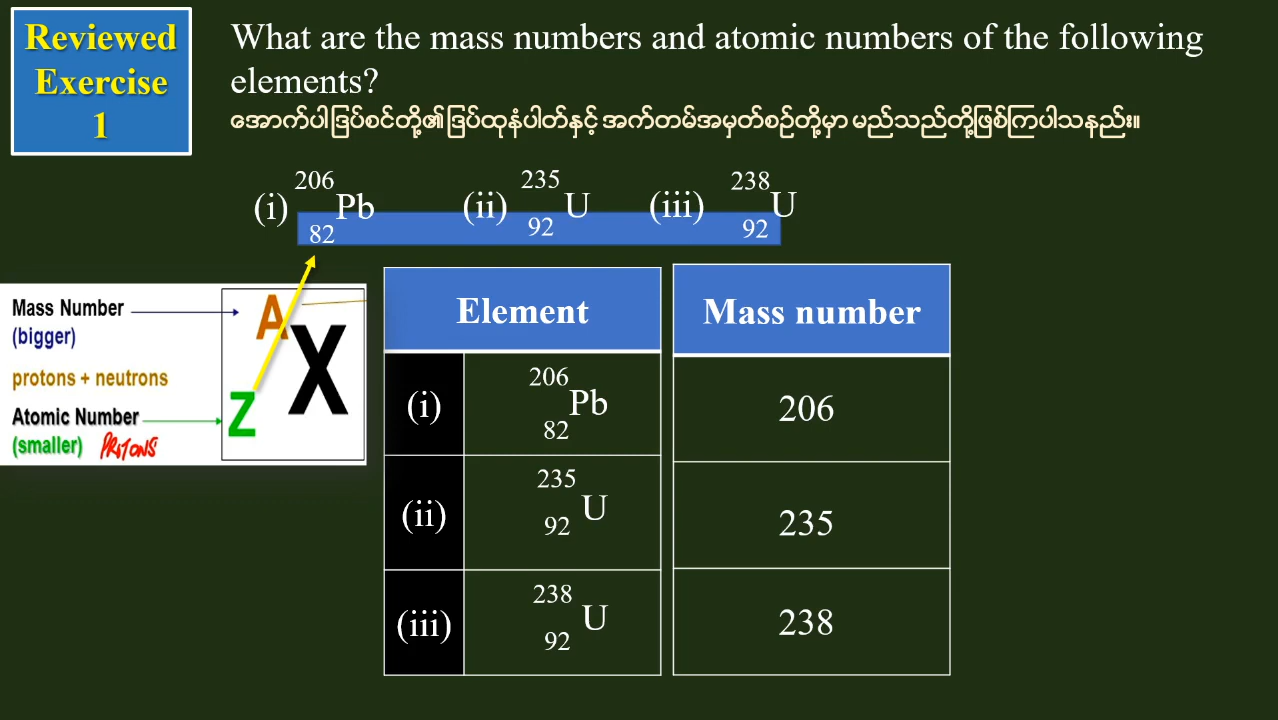 Reviewed
Exercise
1
What are the mass numbers and atomic numbers of the following
elements?
အောက်ပါဒြပ်စင်တို့၏ဒြပ်ထုနံပါတ်နှင့် အက်တမ်အမှတ်စဉ်တို့မှာ မည်သည်တို့ဖြစ်ကြပါသနည်း။
(i) 206 82 Pb (ii) 235 92 U (iii) 238 92 U
Mass Number
(bigger)
protons + neutrons
Atomic Number
(smaller) PROTONS
A
X
Z
Element Mass number
(i) 206 82 Pb 206
(ii) 235 92 U 235
(iii) 238 92 U 238